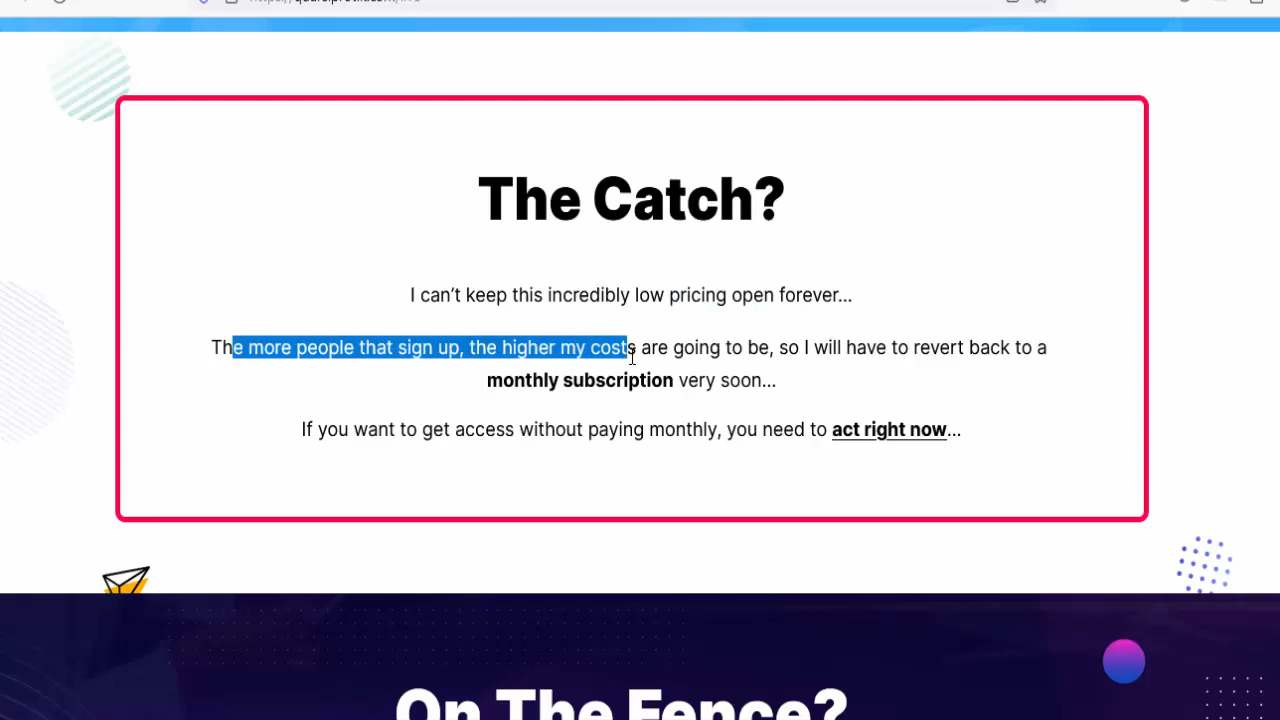 The Catch?
I can’t keep this incredibly low pricing open forever...
The more people that sign up, the higher my costs are going to be, so I will have to revert back to a
monthly subscription very soon...
If you want to get access without paying monthly, you need to act right now...
On The Fence?